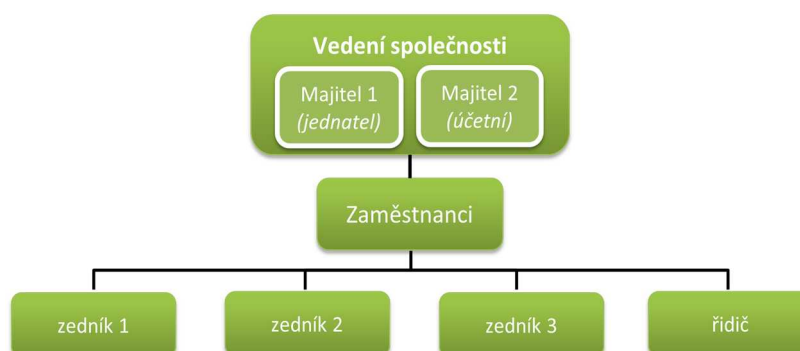 Vedení společnosti
Majitel 1
(jednatel)
Majitel 2
(účetní)
Zaměstnanci
zedník 1
zedník 2
zedník 3
řidič